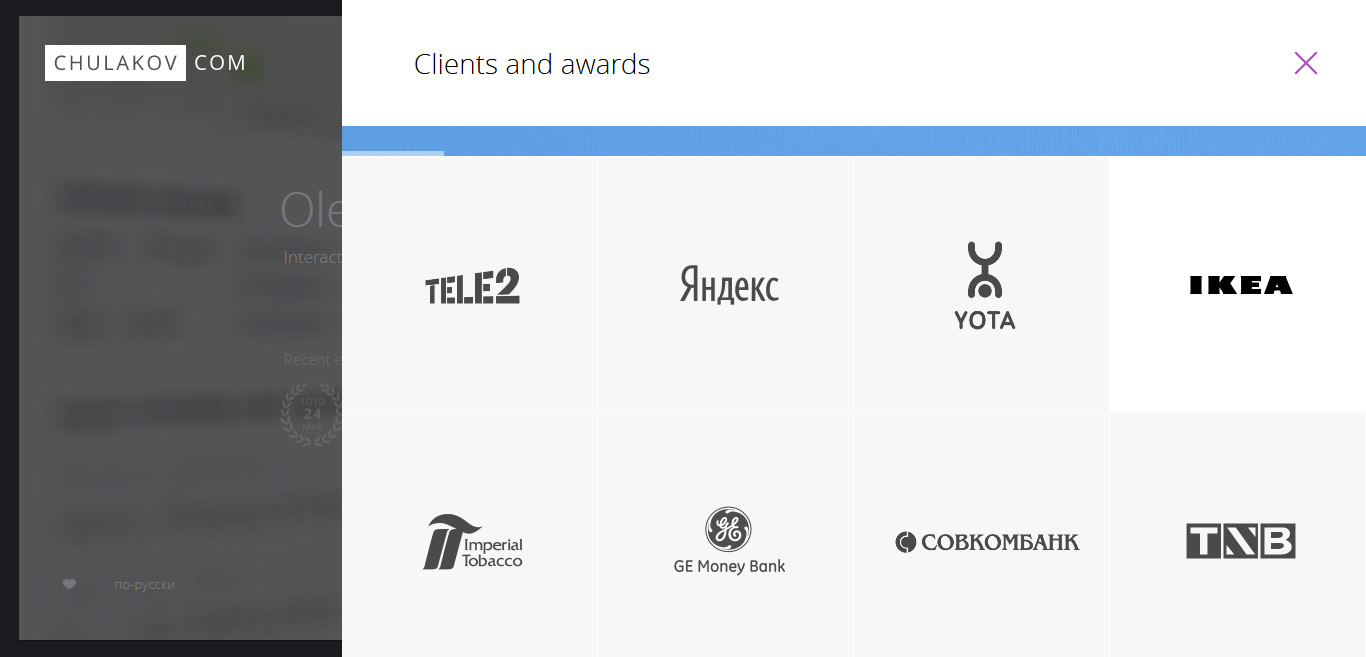 CHULAKOV COM
Clients and awards
Ole
Interact
Recent e
SOTD
24
MAR
по-русски
TELE2
Яндекс
YOTA
IKEA
Imperial
Tobacco
GE
GE Money Bank
СОВКОМБАНК
TNB